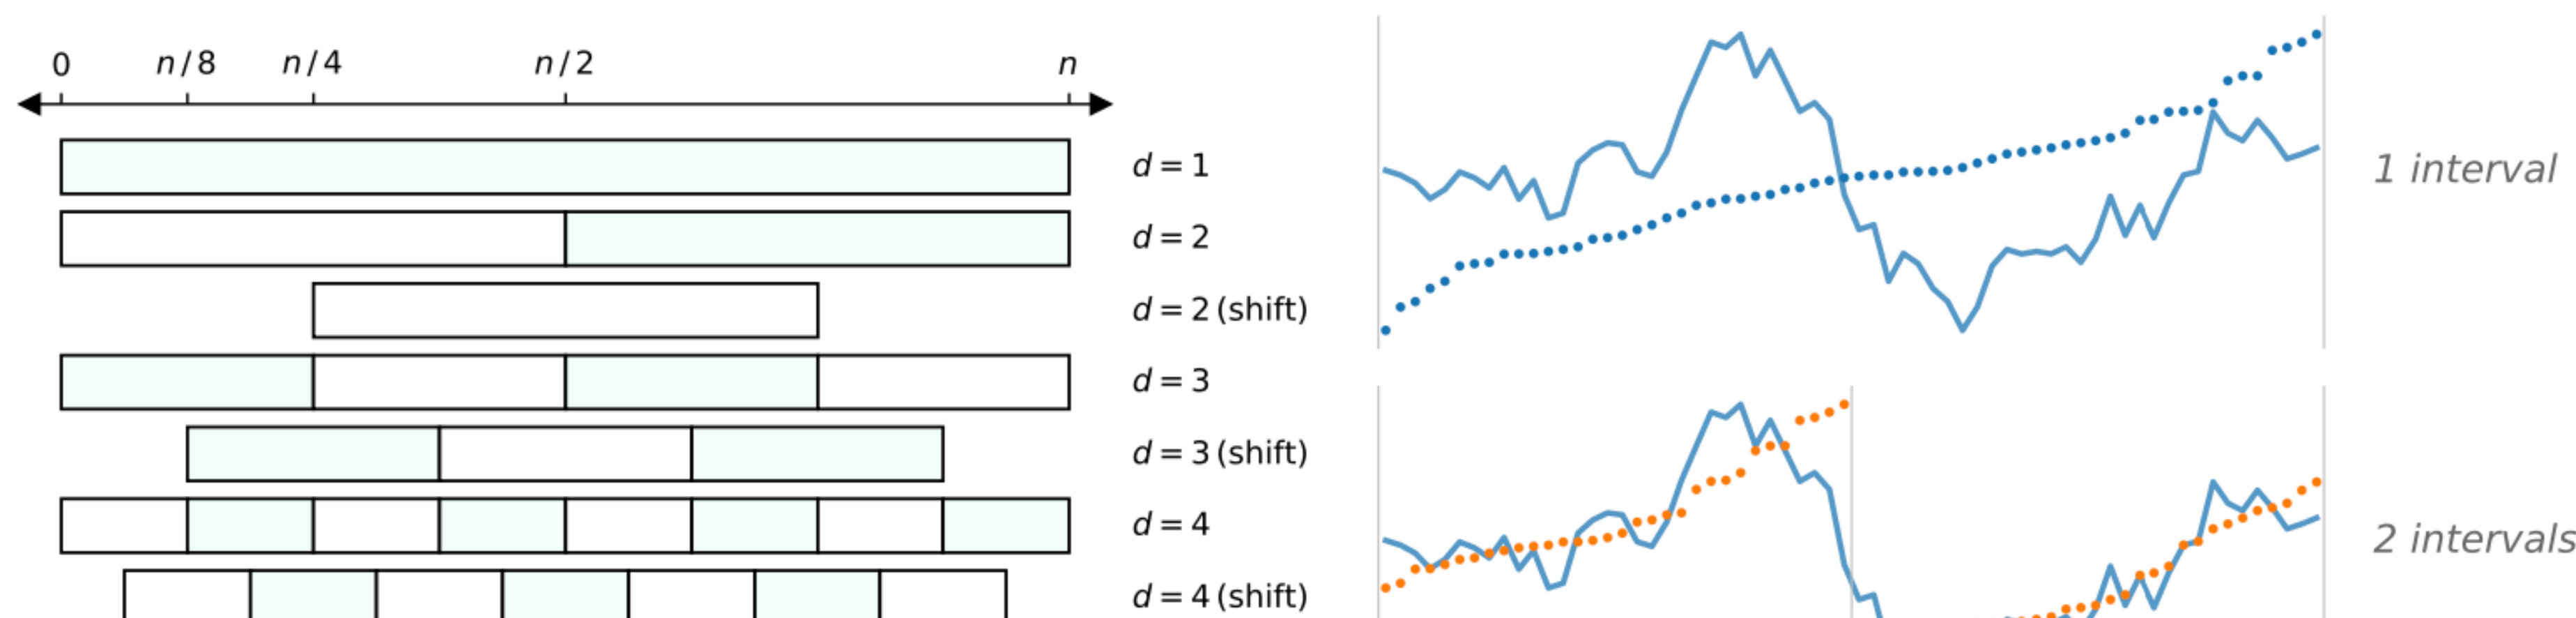 0 n/8 n/4 n/2 n
d = 1
d = 2
d = 2 (shift)
d = 3
d = 3 (shift)
d = 4
d = 4 (shift)
1 interval
2 intervals